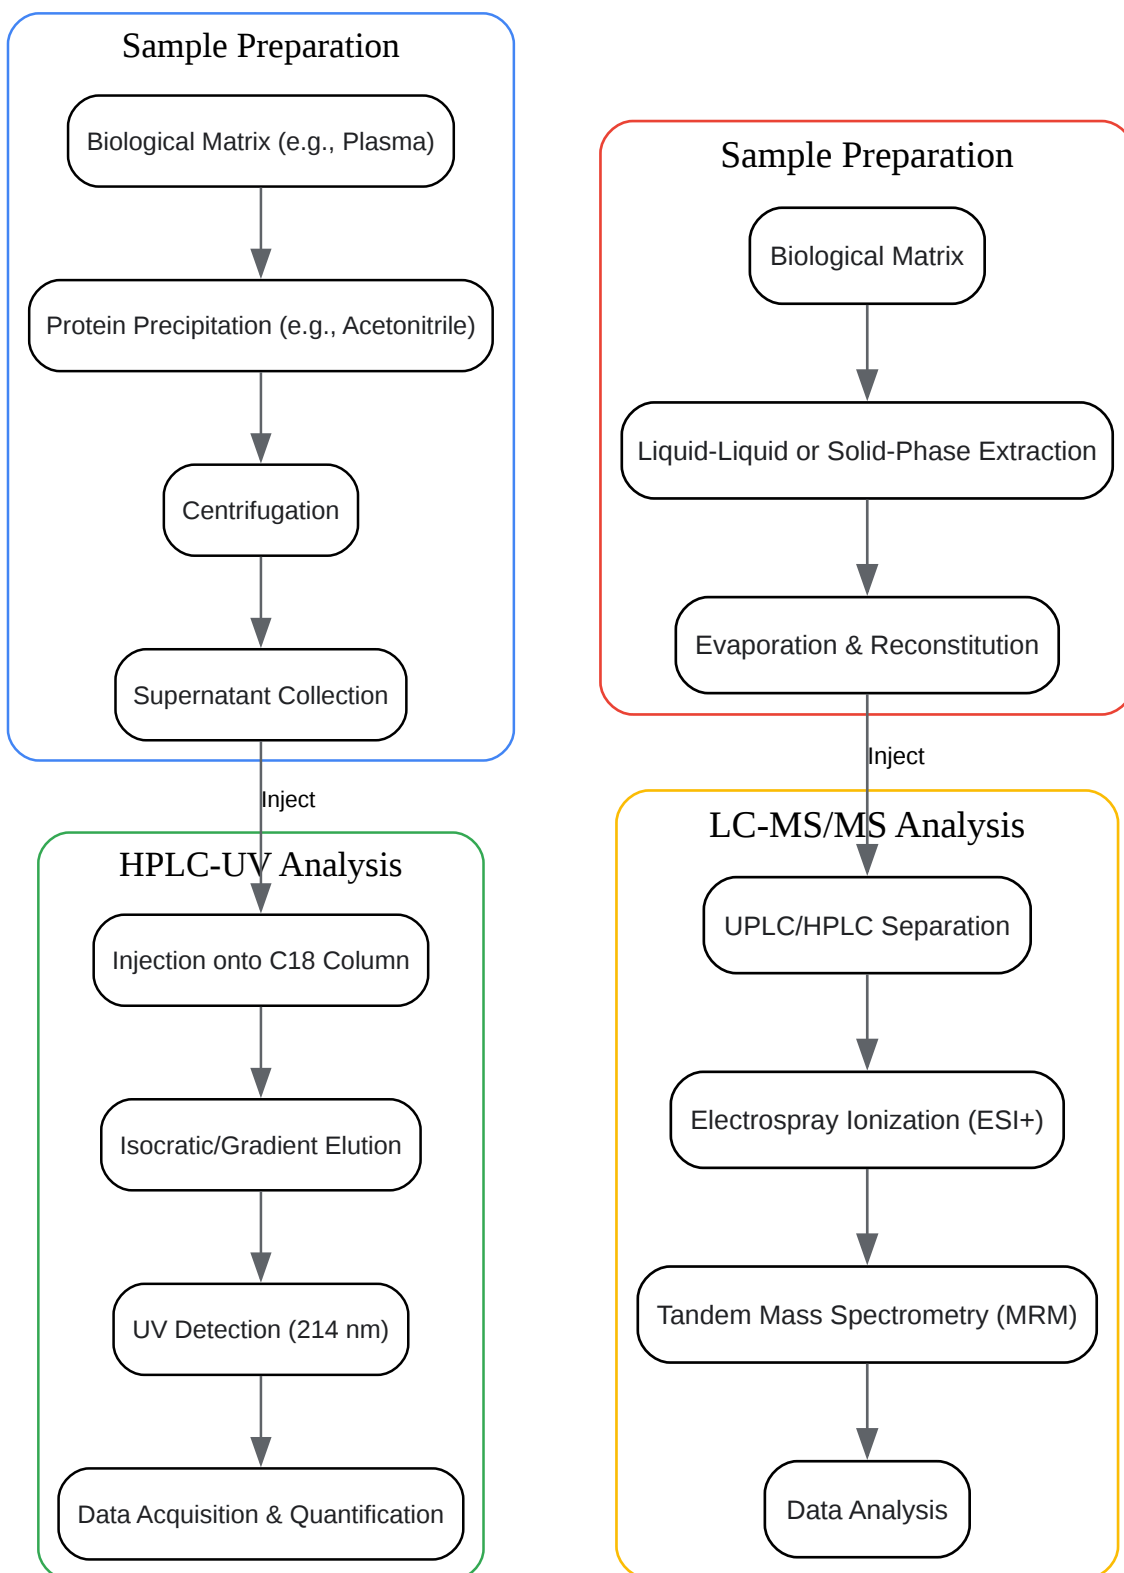 Sample Preparation
Biological Matrix (e.g., Plasma)
Protein Precipitation (e.g., Acetonitrile)
Centrifugation
Supernatant Collection
Inject
HPLC-UV Analysis
Injection onto C18 Column
Isocratic/Gradient Elution
UV Detection (214 nm)
Data Acquisition & Quantification
Sample Preparation
Biological Matrix
Liquid-Liquid or Solid-Phase Extraction
Evaporation & Reconstitution
Inject
LC-MS/MS Analysis
UPLC/HPLC Separation
Electrospray Ionization (ESI+)
Tandem Mass Spectrometry (MRM)
Data Analysis